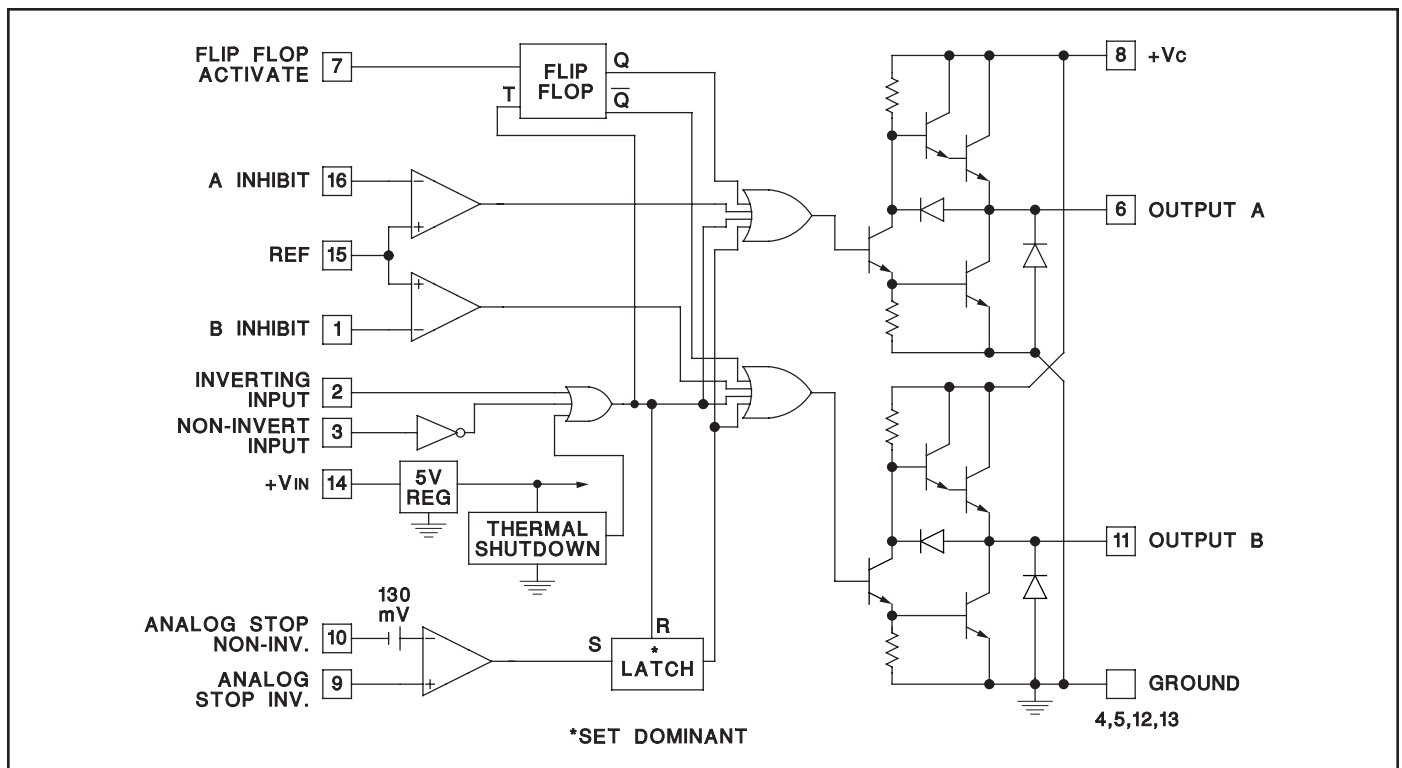 FLIP FLOP
ACTIVATE
7
T
FLIP
FLOP
Q
Q̅
8
+VC
A INHIBIT
16
−
+
REF
15
+
−
B INHIBIT
1
6
OUTPUT A
INVERTING
INPUT
2
NON-INVERT
INPUT
3
+VIN
14
5V
REG
THERMAL
SHUTDOWN
11
OUTPUT B
130
mV
ANALOG STOP
NON-INV.
10
−
ANALOG
STOP INV.
9
+
S
R
*
LATCH
GROUND
4,5,12,13
*SET DOMINANT